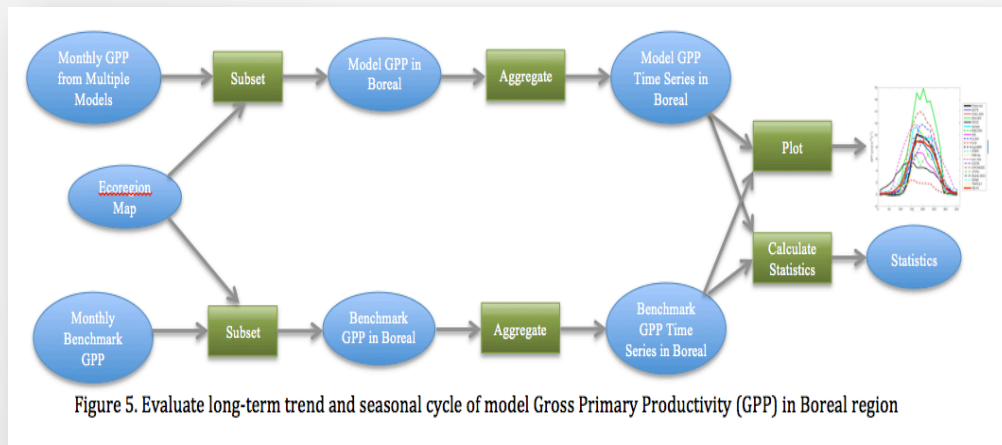 Monthly GPP
from Multiple
Models
Subset
Model GPP in
Boreal
Aggregate
Model GPP
Time Series in
Boreal
Plot
Ecoregion
Map
Calculate
Statistics
Statistics
Monthly
Benchmark
GPP
Subset
Benchmark
GPP in Boreal
Aggregate
Benchmark
GPP Time
Series in Boreal
Figure 5. Evaluate long-term trend and seasonal cycle of model Gross Primary Productivity (GPP) in Boreal region